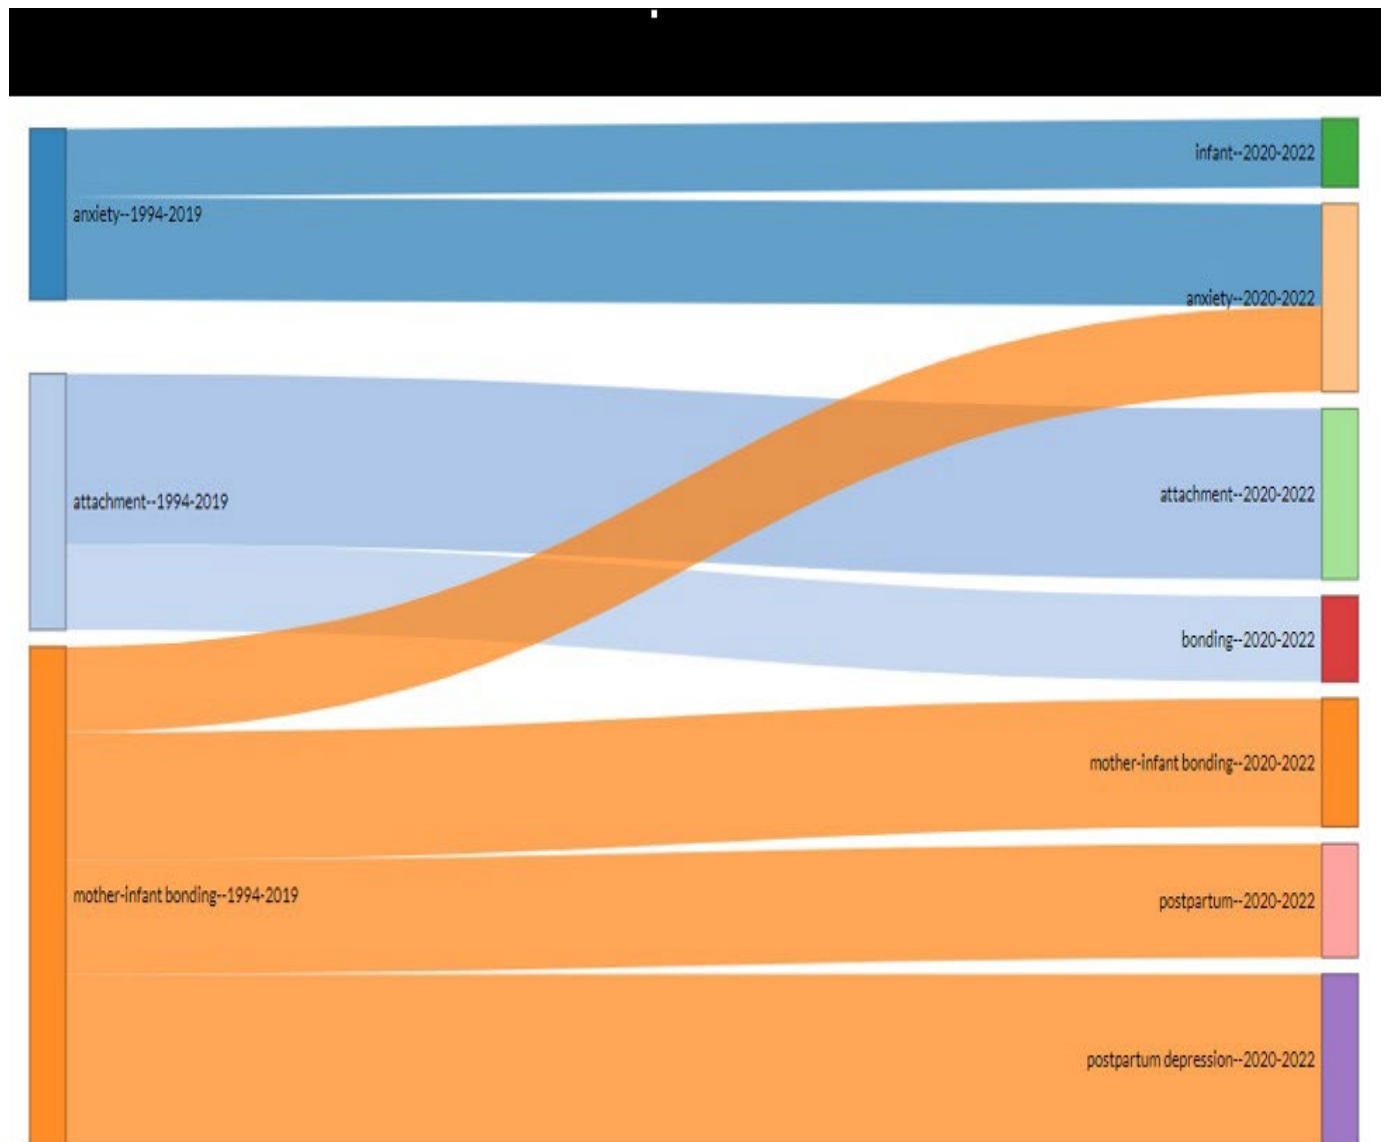 infant--2020-2022
anxiety--1994-2019
anxiety--2020-2022
attachment--2020-2022
attachment--1994-2019
bonding--2020-2022
mother-infant bonding--2020-2022
mother-infant bonding--1994-2019
postpartum--2020-2022
postpartum depression--2020-2022